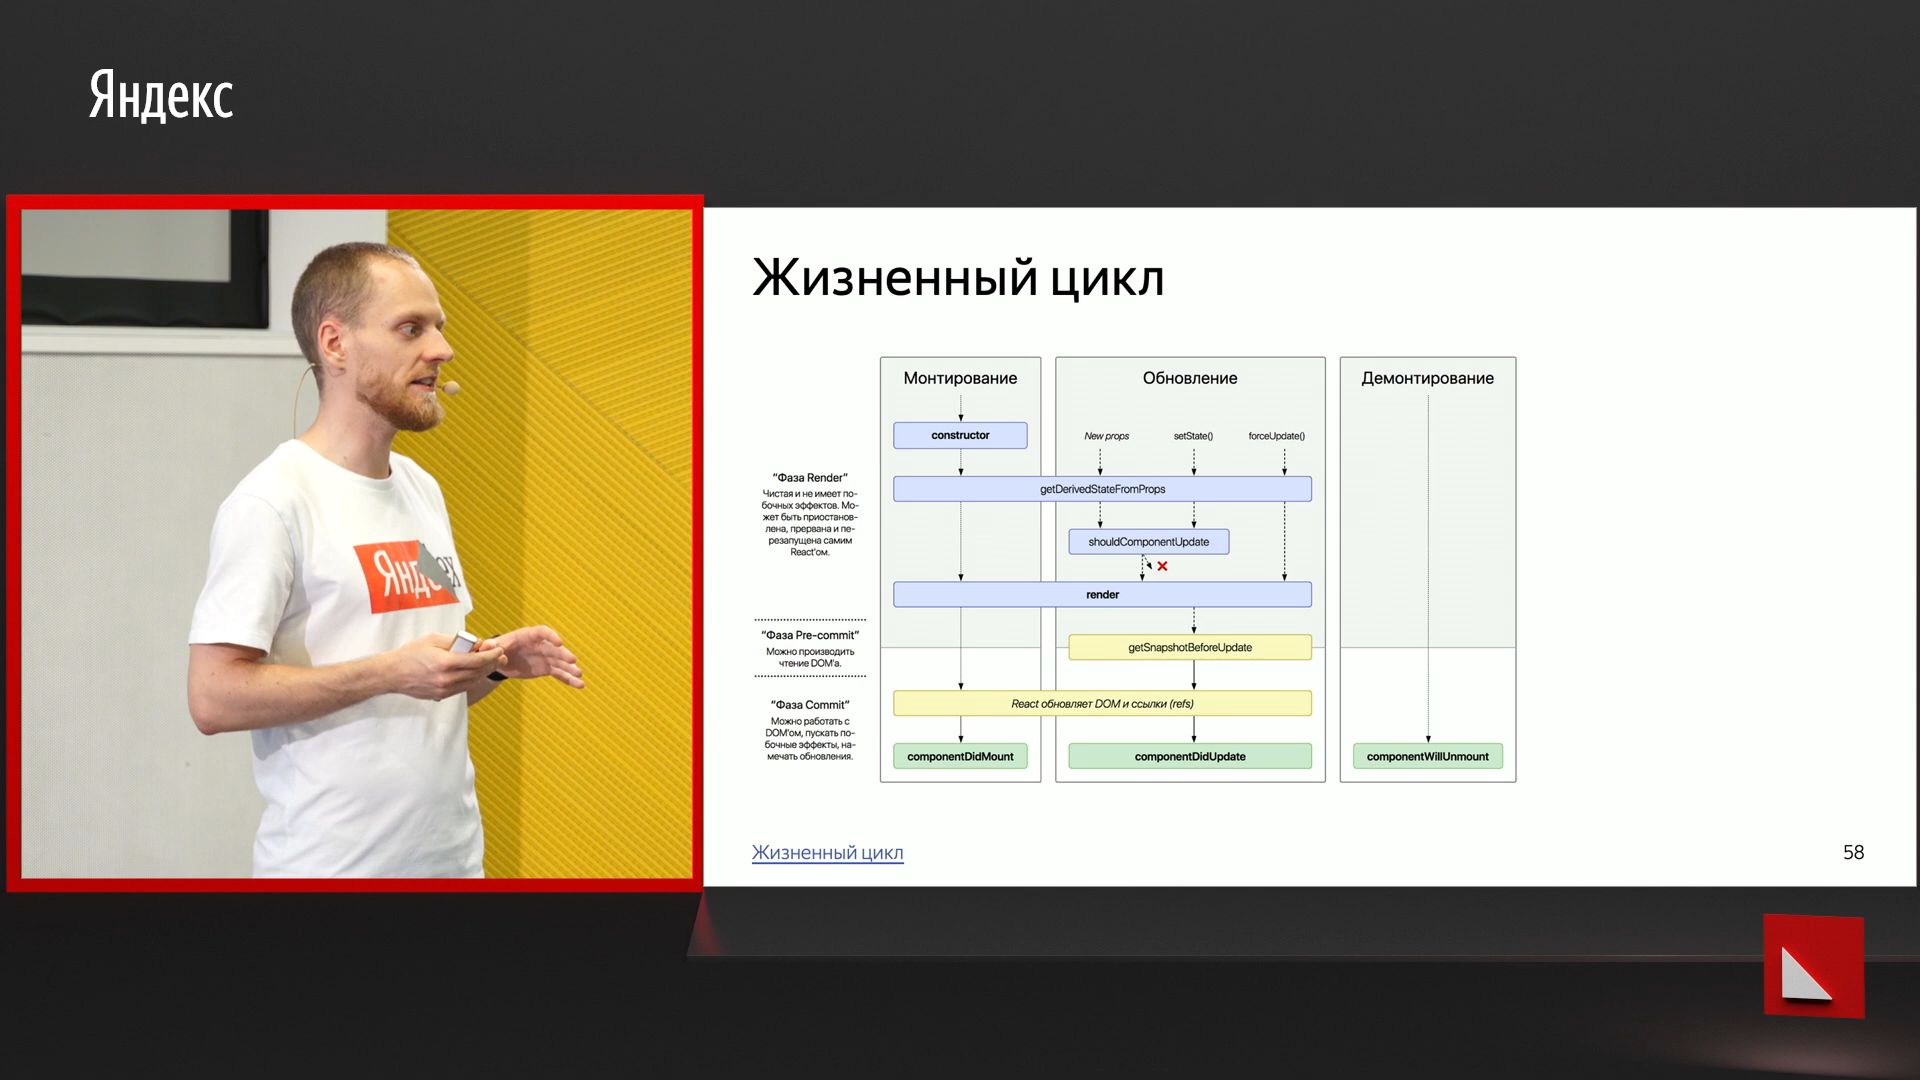 Яндекс
Яндех
Жизненный цикл
Монтирование
Обновление
Демонтирование
constructor
New props
setState()
forceUpdate()
“Фаза Render”
Чистая и не имеет по-
бочных эффектов. Мо-
жет быть приостанов-
лена, прервана и пе-
резапущена самим
React'ом.
getDerivedStateFromProps
shouldComponentUpdate
render
“Фаза Pre-commit”
Можно производить
чтение DOM'а.
getSnapshotBeforeUpdate
“Фаза Commit”
Можно работать с
DOM'ом, пускать по-
бочные эффекты, на-
мечать обновления.
React обновляет DOM и ссылки (refs)
componentDidMount
componentDidUpdate
componentWillUnmount
Жизненный цикл
58